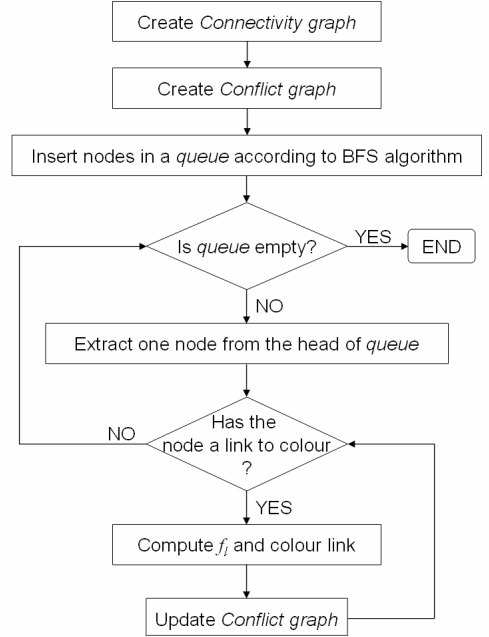 Create Connectivity graph
Create Conflict graph
Insert nodes in a queue according to BFS algorithm
Is queue empty?
YES
END
NO
Extract one node from the head of queue
Has the
node a link to colour
?
NO
YES
Compute fl and colour link
Update Conflict graph